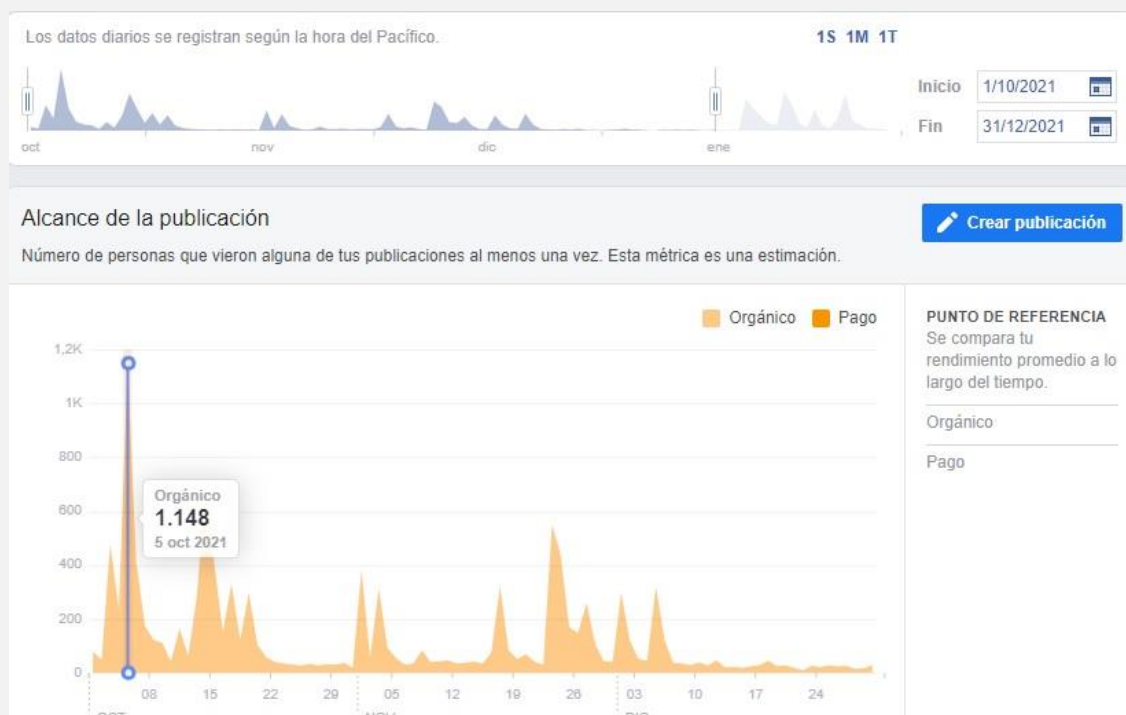 Los datos diarios se registran según la hora del Pacífico.
1S 1M 1T
Inicio 1/10/2021
Fin 31/12/2021
oct nov dic ene
Alcance de la publicación
Crear publicación
Número de personas que vieron alguna de tus publicaciones al menos una vez. Esta métrica es una estimación.
Orgánico Pago
PUNTO DE REFERENCIA
Se compara tu
rendimiento promedio a lo
largo del tiempo.
Orgánico
Pago
1,2K
1K
800
600
400
200
0
Orgánico
1.148
5 oct 2021
08 15 22 29 05 12 19 26 03 10 17 24
OCT NOV DIC